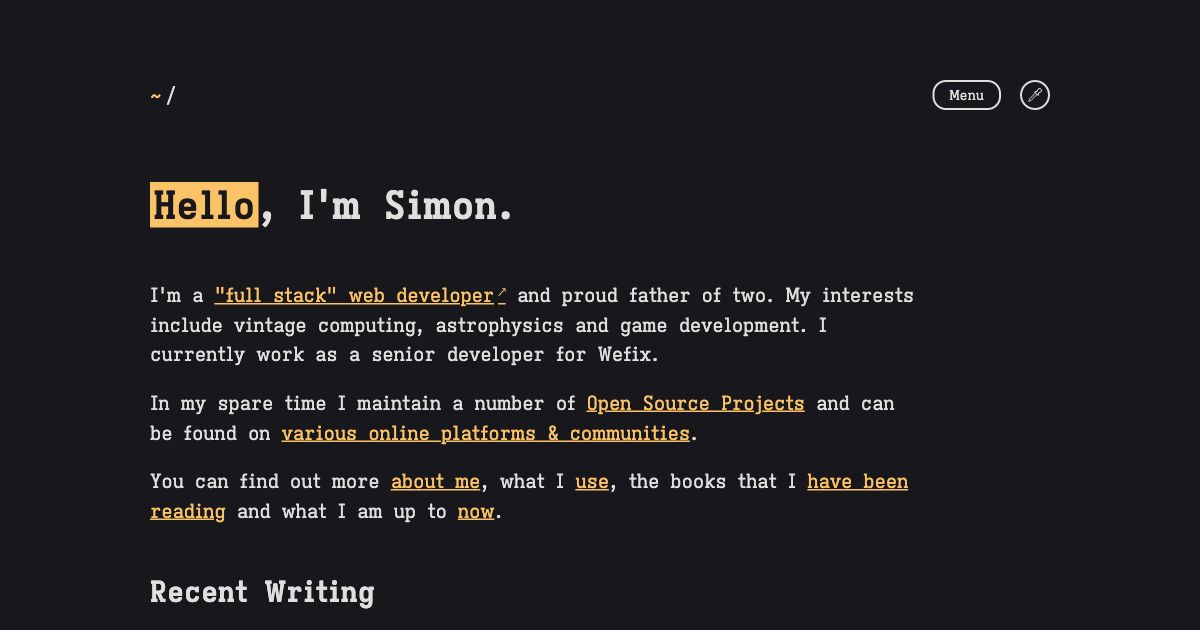 ~/
Menu
Hello, I'm Simon.
I'm a "full stack" web developer↗ and proud father of two. My interests
include vintage computing, astrophysics and game development. I
currently work as a senior developer for Wefix.
In my spare time I maintain a number of Open Source Projects and can
be found on various online platforms & communities.
You can find out more about me, what I use, the books that I have been
reading and what I am up to now.
Recent Writing